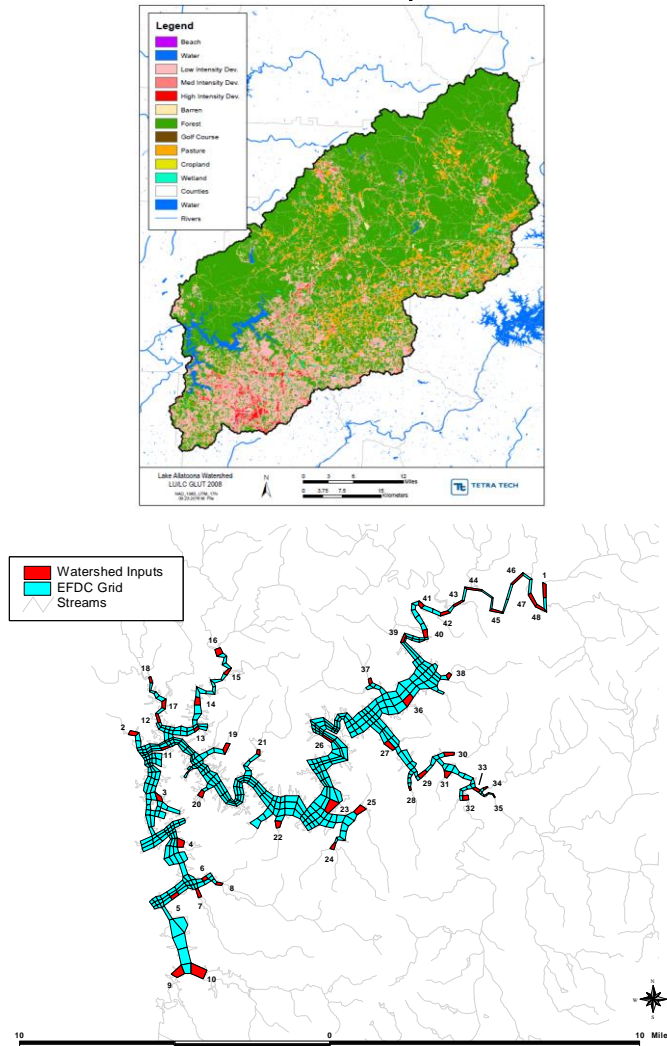 Legend
Beach
Water
Low Intensity Dev.
Med Intensity Dev.
High Intensity Dev.
Barren
Forest
Golf Course
Pasture
Cropland
Wetland
Counties
Water
Rivers
Lake Allatoona Watershed
LU/LC GLUT 2008
N
0 3 6 12
Miles
0 3.75 7.5 15
Kilometers
TETRA TECH
Watershed Inputs
EFDC Grid
Streams
46 1
44
47
41 43
48
45
42
39 40
16
37 38
15
18
14 36
17
12
2 13 19
21 26
11 27 30
33
34
29 31
3 20 28 32 35
23 25
22
4 24
6
8
5 7
9 10
N
W E
S
10 0 10 Miles